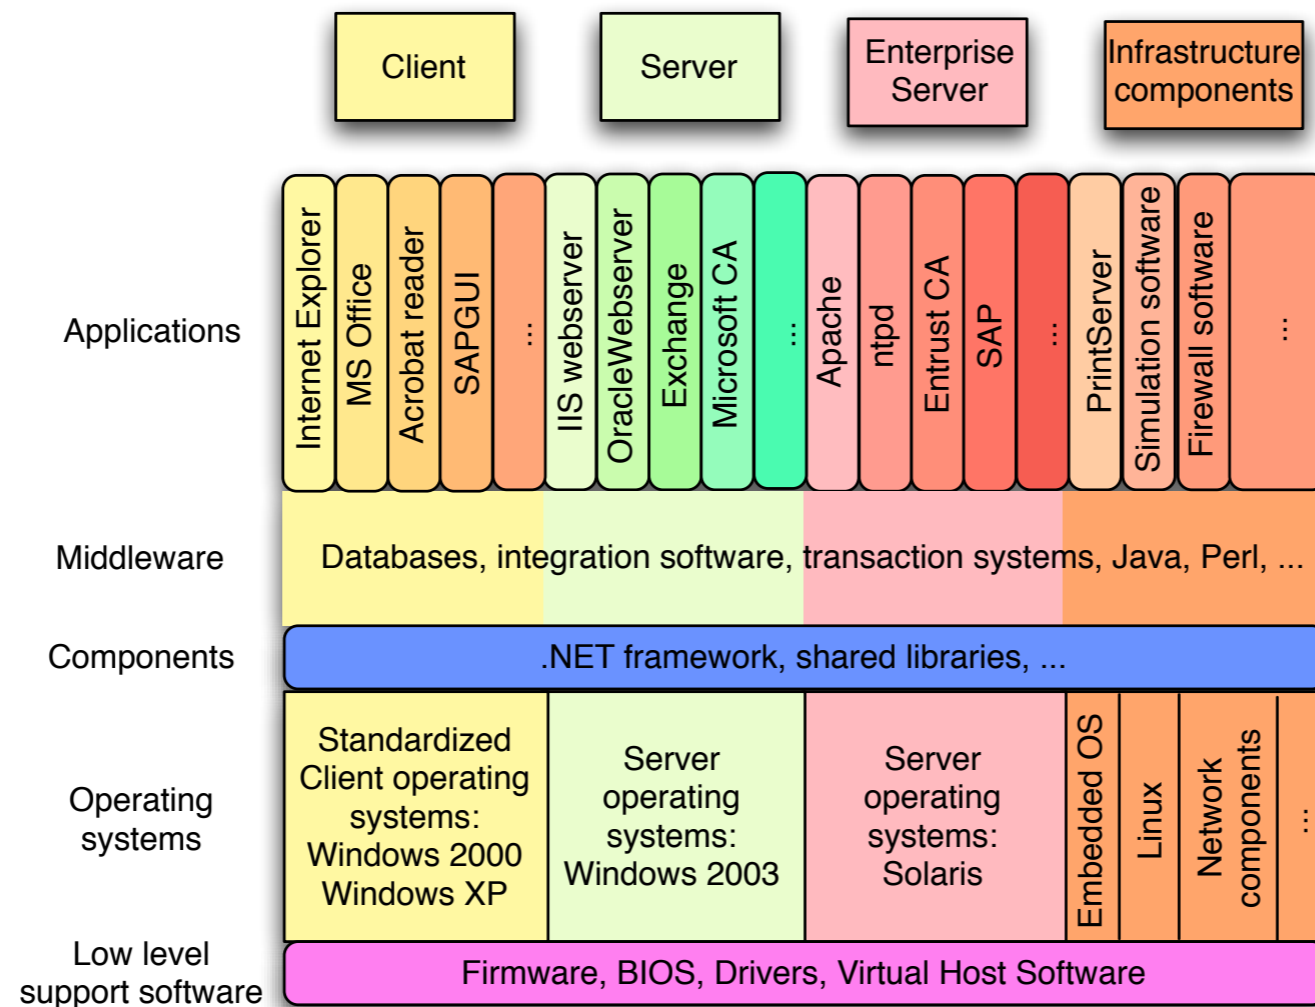 Client
Server
Enterprise
Server
Infrastructure
components
Applications
Internet Explorer
MS Office
Acrobat reader
SAPGUI
...
IIS webserver
OracleWebserver
Exchange
Microsoft CA
...
Apache
ntpd
Entrust CA
SAP
...
PrintServer
Simulation software
Firewall software
...
Middleware
Databases, integration software, transaction systems, Java, Perl, ...
Components
.NET framework, shared libraries, ...
Operating
systems
Standardized
Client operating
systems:
Windows 2000
Windows XP
Server
operating
systems:
Windows 2003
Server
operating
systems:
Solaris
Embedded OS
Linux
Network
components
...
Low level
support software
Firmware, BIOS, Drivers, Virtual Host Software